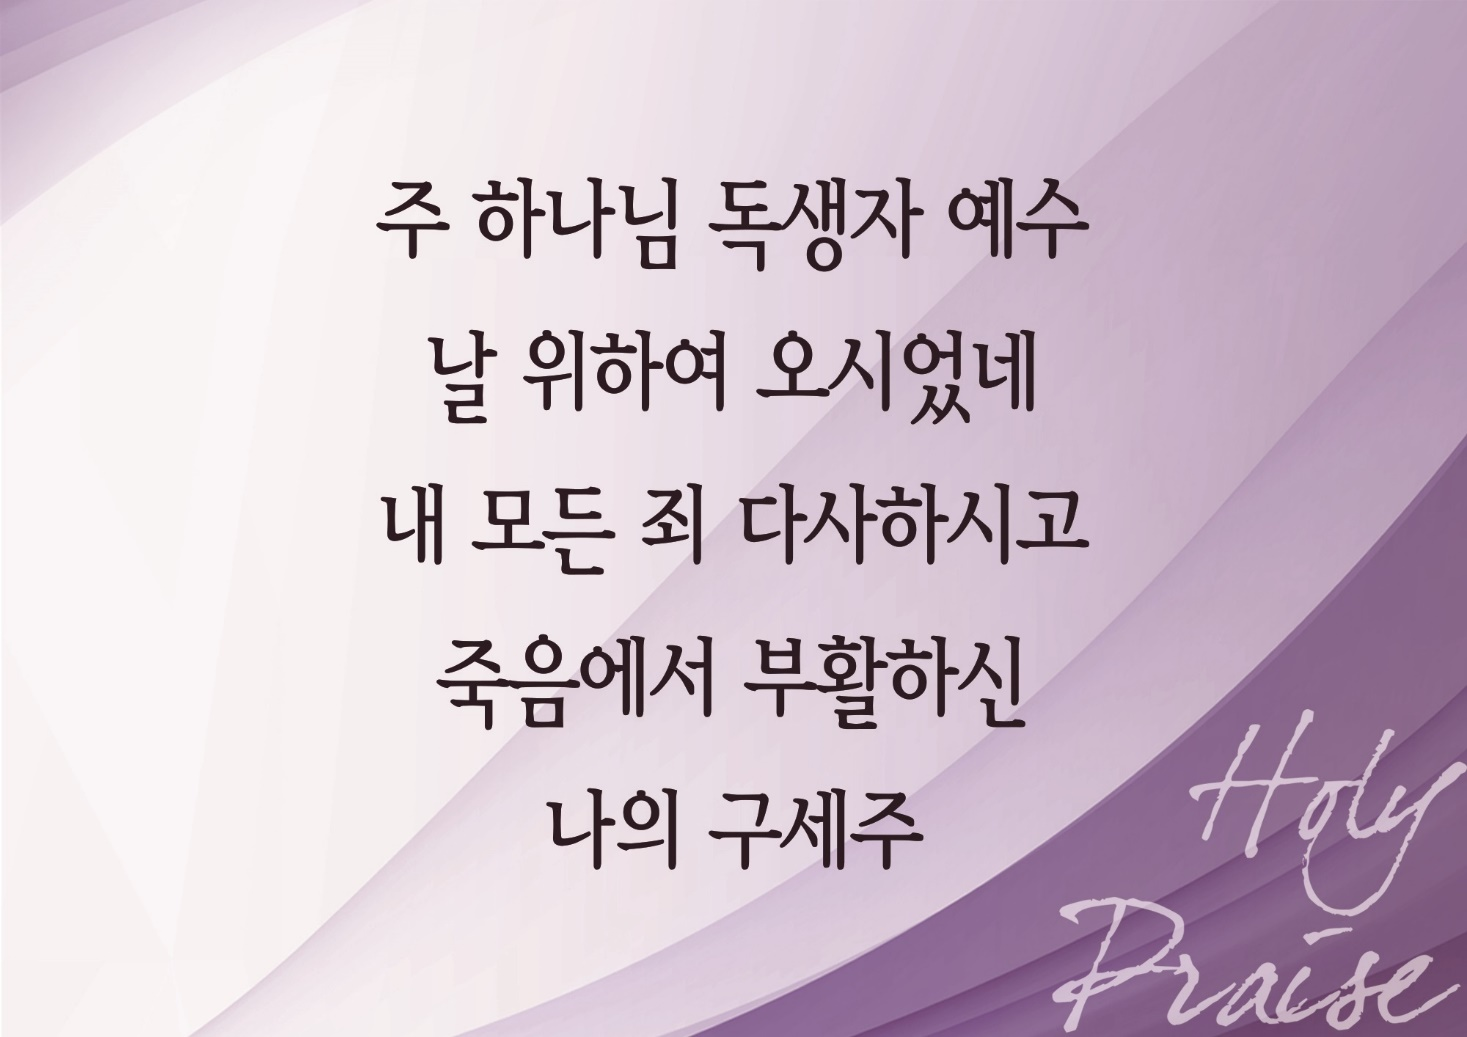 주 하나님 독생자 예수
날 위하여 오시었네
내 모든 죄 다사하시고
죽음에서 부활하신
나의 구세주
Holy
Praise